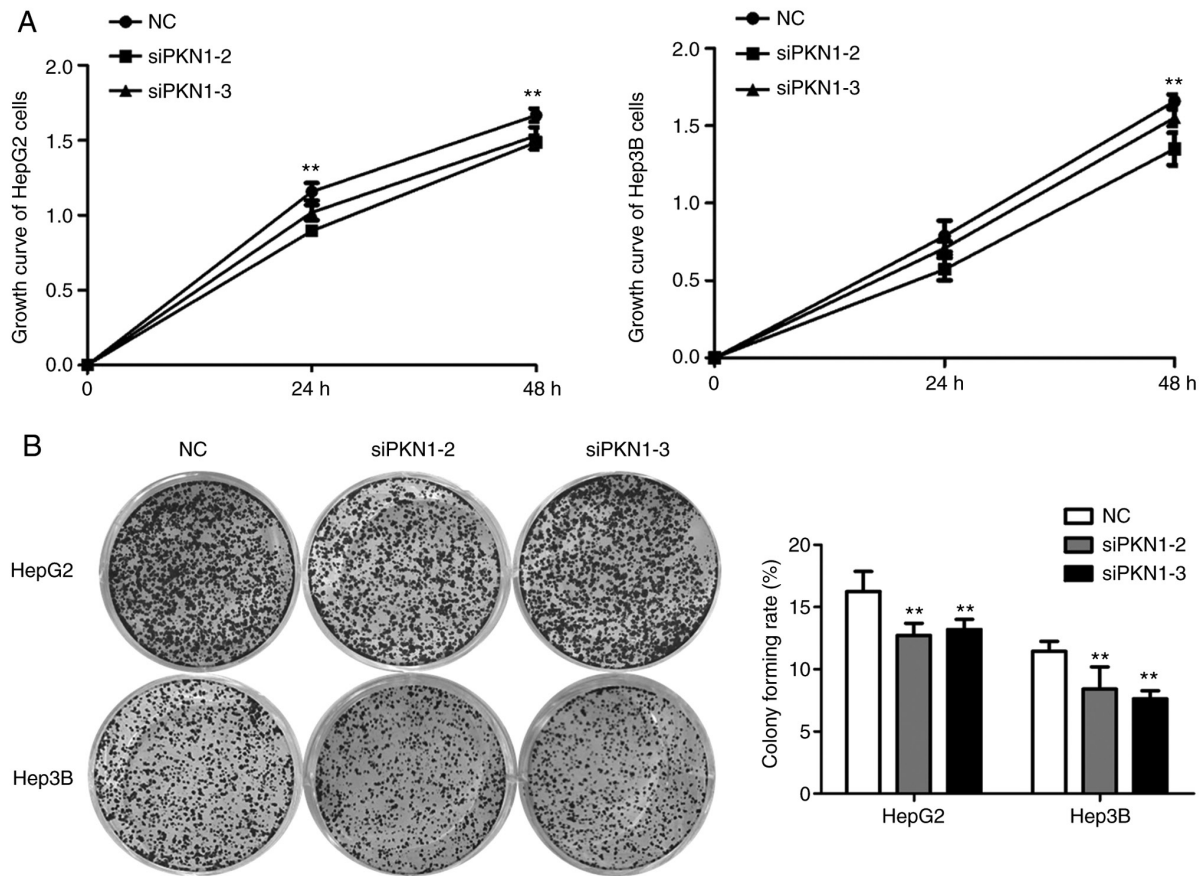 A
NC
siPKN1-2
siPKN1-3
Growth curve of HepG2 cells
2.0
1.5
1.0
0.5
0.0
**
**
0
24 h
48 h
NC
siPKN1-2
siPKN1-3
Growth curve of Hep3B cells
2.0
1.5
1.0
0.5
0.0
**
0
24 h
48 h
B
NC
siPKN1-2
siPKN1-3
HepG2
Hep3B
NC
siPKN1-2
siPKN1-3
Colony forming rate (%)
20
15
10
5
0
**
**
**
**
HepG2
Hep3B